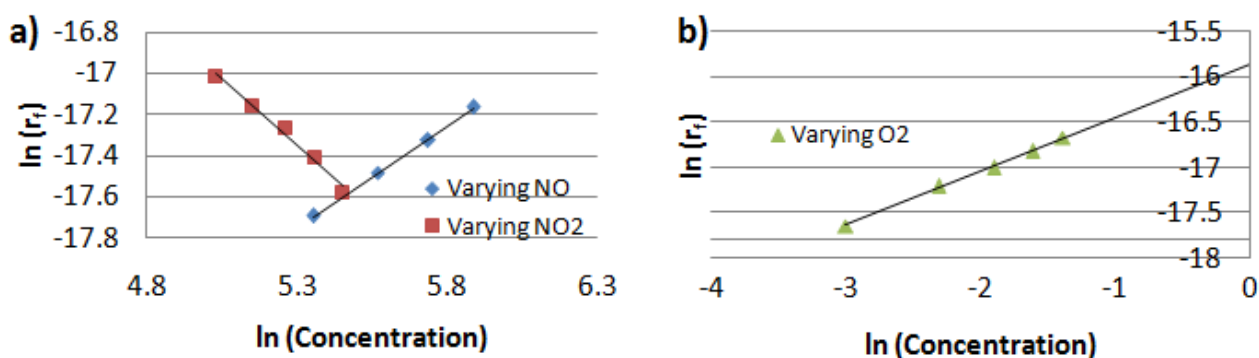 a)
-16.8
-17
-17.2
-17.4
-17.6
-17.8
ln (rf)
4.8
5.3
5.8
6.3
ln (Concentration)
Varying NO
Varying NO2
b)
-15.5
-16
-16.5
-17
-17.5
-18
ln (rf)
Varying O2
-4
-3
-2
-1
0
ln (Concentration)